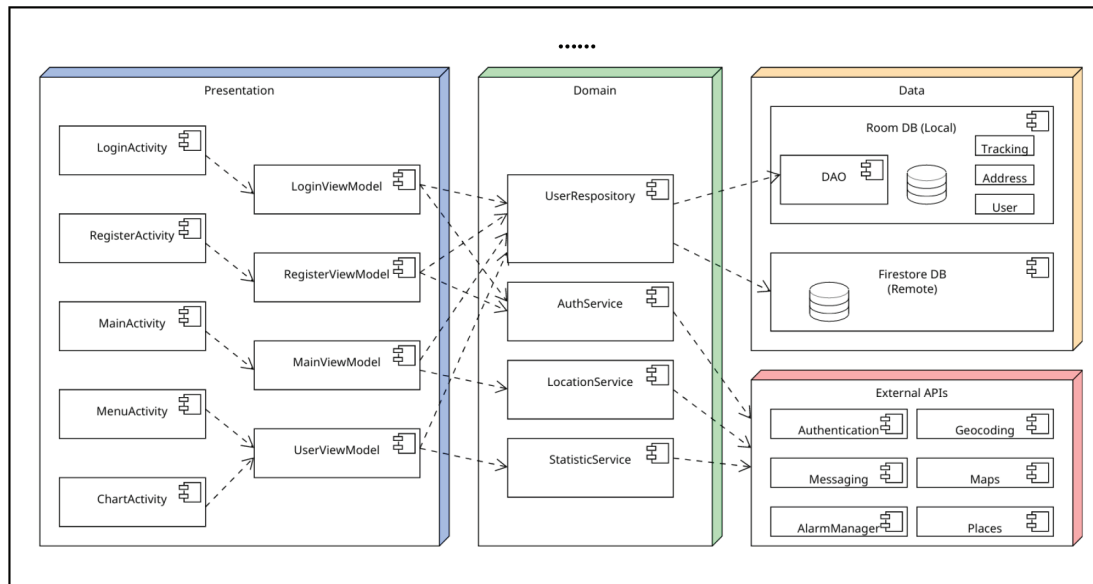 ......
Presentation
LoginActivity
RegisterActivity
MainActivity
MenuActivity
ChartActivity
LoginViewModel
RegisterViewModel
MainViewModel
UserViewModel
Domain
UserRespository
AuthService
LocationService
StatisticService
Data
Room DB (Local)
DAO
Tracking
Address
User
Firestore DB
(Remote)
External APIs
Authentication
Geocoding
Messaging
Maps
AlarmManager
Places